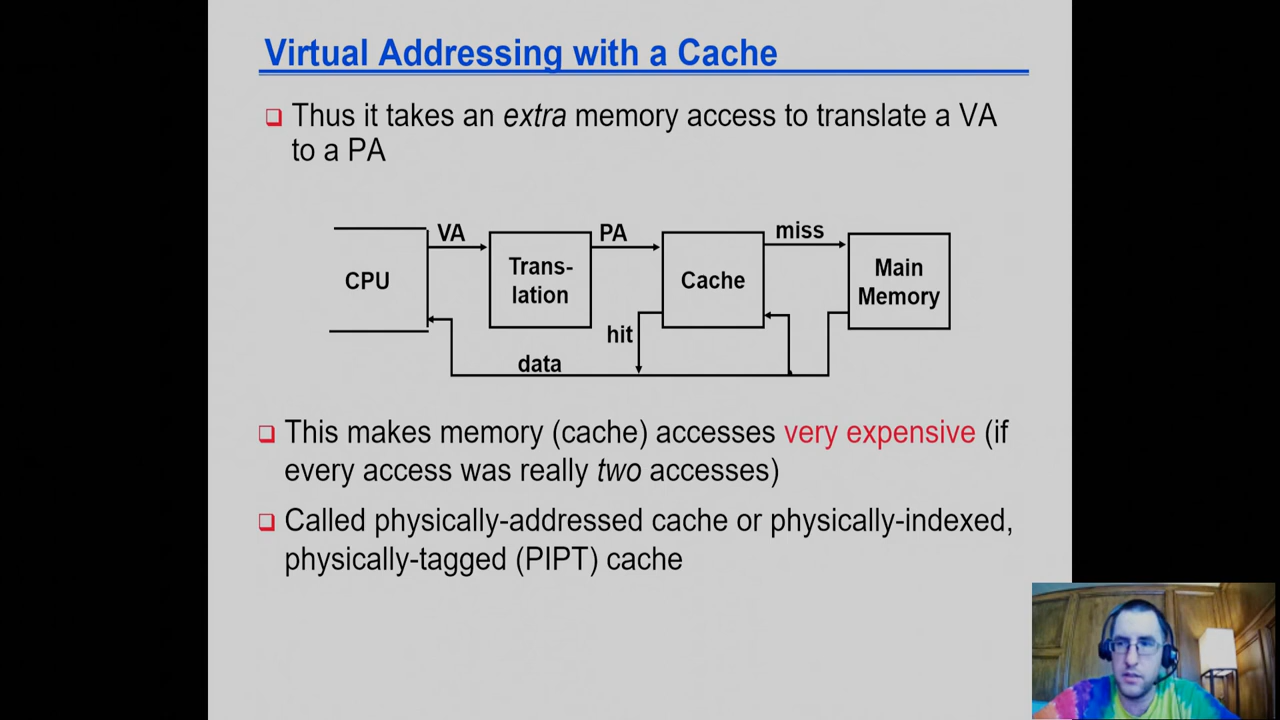 Virtual Addressing with a Cache
Thus it takes an extra memory access to translate a VA
to a PA
VA
PA
miss
CPU
Trans-
lation
Cache
Main
Memory
hit
data
This makes memory (cache) accesses very expensive (if
every access was really two accesses)
Called physically-addressed cache or physically-indexed,
physically-tagged (PIPT) cache